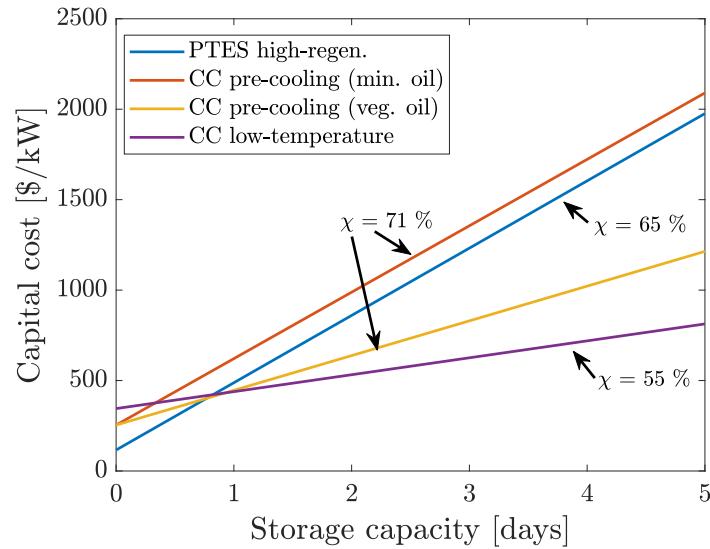 2500
2000
1500
1000
500
0
Capital cost [$/kW]
PTES high-regen.
CC pre-cooling (min. oil)
CC pre-cooling (veg. oil)
CC low-temperature
χ = 71 %
χ = 65 %
χ = 55 %
0 1 2 3 4 5
Storage capacity [days]